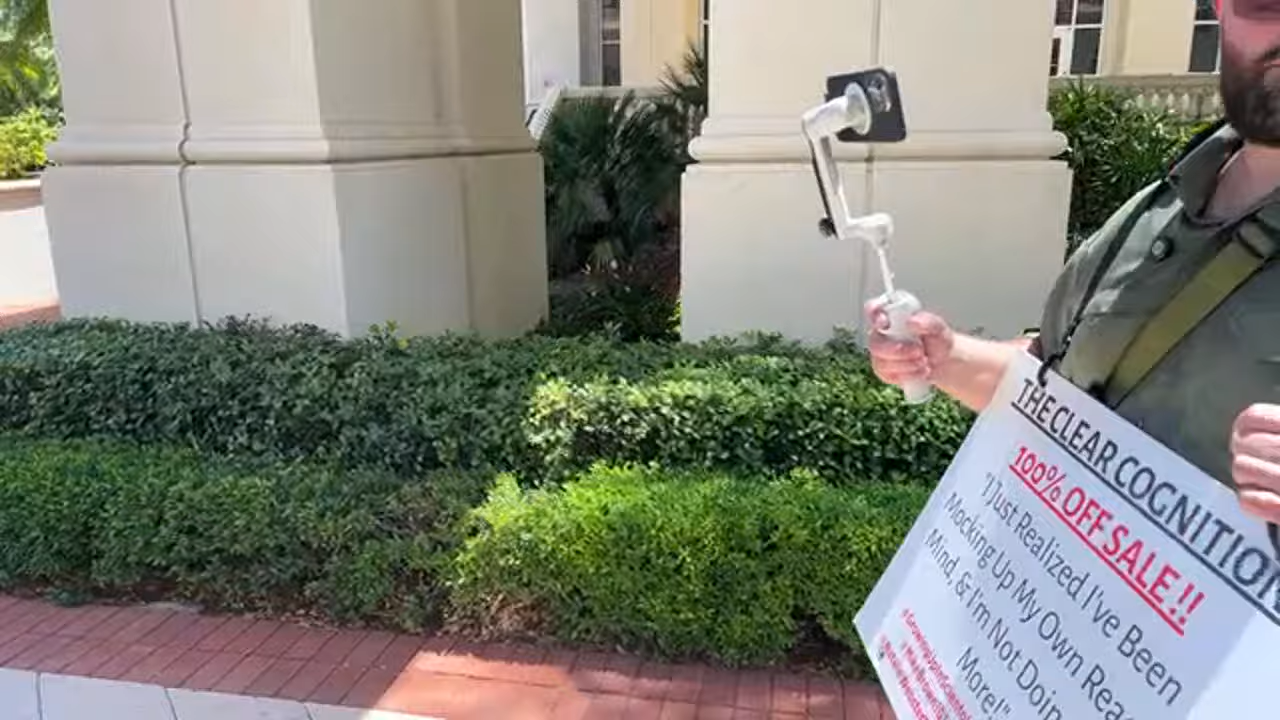 THE CLEAR COGNITION
100% OFF SALE!!
"I Just Realized I've Been
Mocking Up My Own Rea
Mind, & I'm Not Doin
More!"